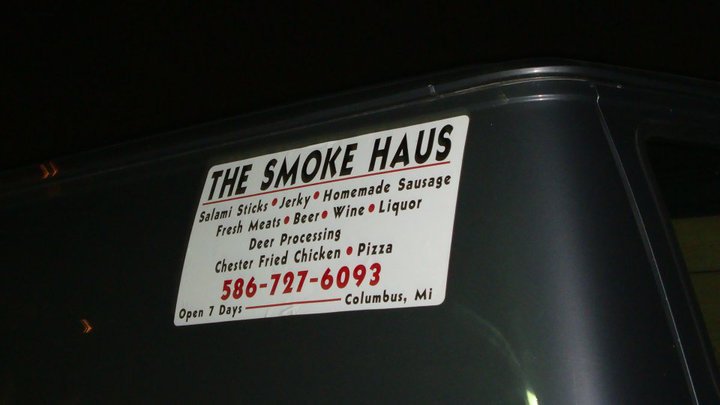 THE SMOKE HAUS
Salami Sticks • Jerky • Homemade Sausage
Fresh Meats • Beer • Wine • Liquor
Deer Processing
Chester Fried Chicken • Pizza
586-727-6093
Open 7 Days Columbus, Mi